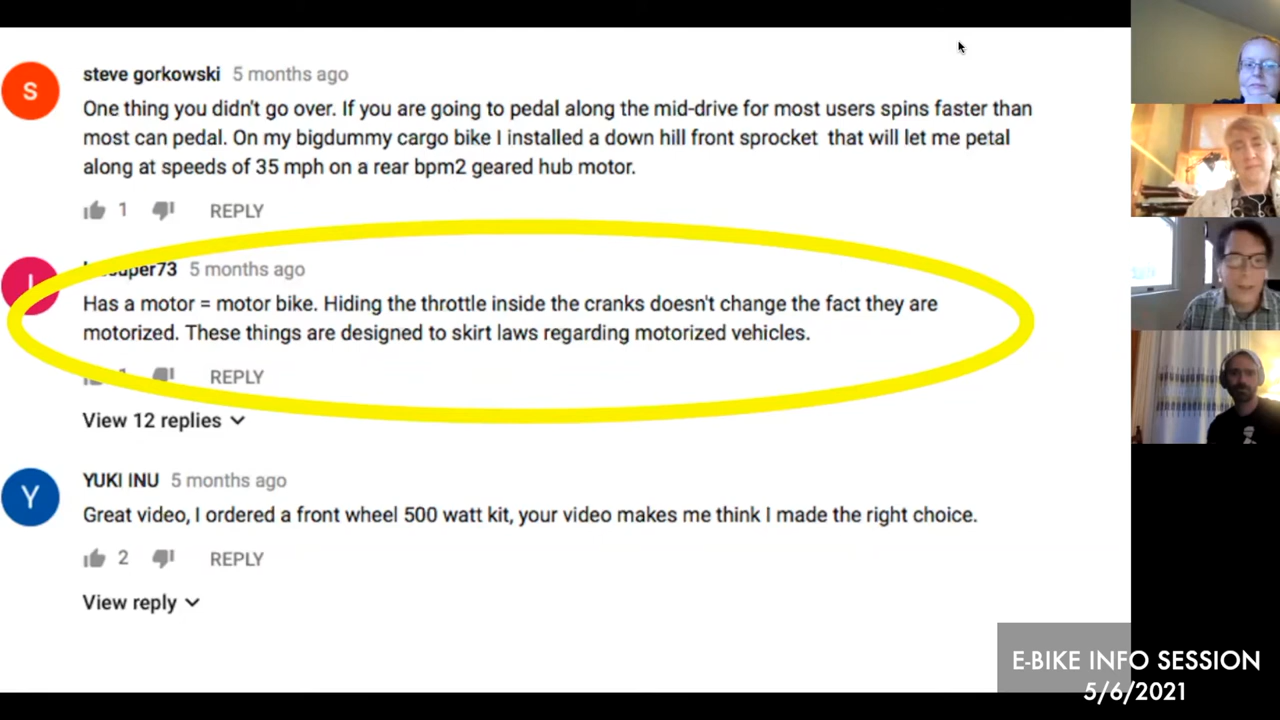 S
steve gorkowski 5 months ago
One thing you didn't go over. If you are going to pedal along the mid-drive for most users spins faster than
most can pedal. On my bigdummy cargo bike I installed a down hill front sprocket that will let me petal
along at speeds of 35 mph on a rear bpm2 geared hub motor.
1 REPLY
5 months ago
Has a motor = motor bike. Hiding the throttle inside the cranks doesn't change the fact they are
motorized. These things are designed to skirt laws regarding motorized vehicles.
REPLY
View 12 replies
Y
YUKI INU 5 months ago
Great video, I ordered a front wheel 500 watt kit, your video makes me think I made the right choice.
2 REPLY
View reply
E-BIKE INFO SESSION
5/6/2021